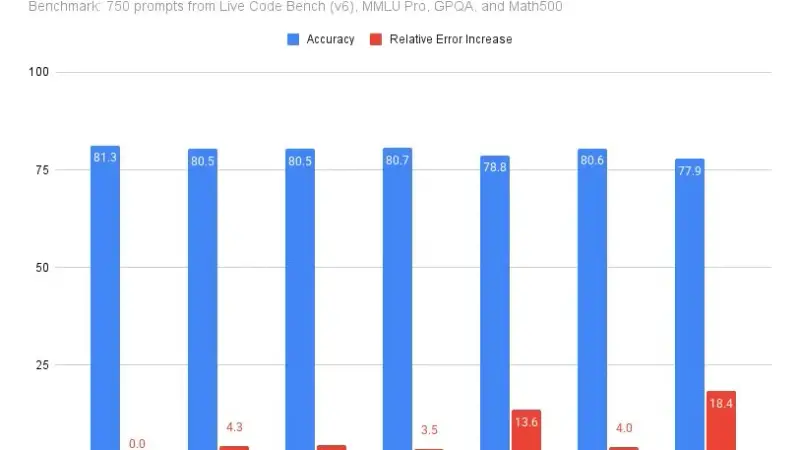 Benchmark: 750 prompts from Live Code Bench (v6), MMLU Pro, GPQA, and Math500
Accuracy Relative Error Increase
100
81.3 80.5 80.5 80.7 78.8 80.6 77.9
75
50
25
0.0 4.3 3.5 13.6 4.0 18.4